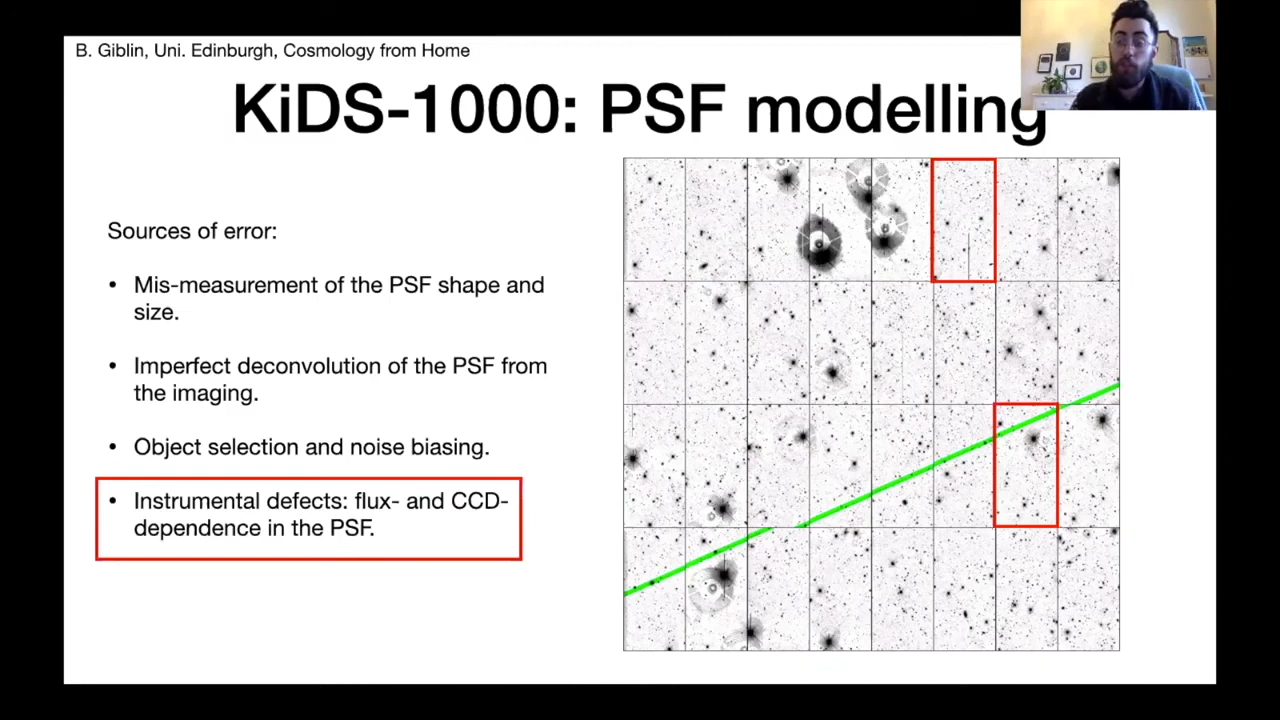 B. Giblin, Uni. Edinburgh, Cosmology from Home
KiDS-1000: PSF modelling
Sources of error:
• Mis-measurement of the PSF shape and
size.
• Imperfect deconvolution of the PSF from
the imaging.
• Object selection and noise biasing.
• Instrumental defects: flux- and CCD-
dependence in the PSF.